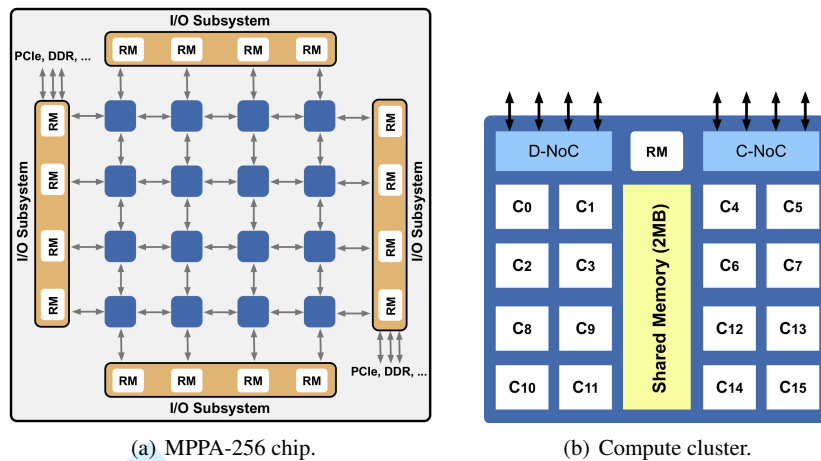 I/O Subsystem
RM RM RM RM
PCIe, DDR, ...
I/O Subsystem
RM
RM
RM
RM
RM
RM
RM
RM
I/O Subsystem
PCIe, DDR, ...
RM RM RM RM
I/O Subsystem
(a) MPPA-256 chip.
D-NoC RM C-NoC
C0 C1 C4 C5
C2 C3 C6 C7
Shared Memory (2MB)
C8 C9 C12 C13
C10 C11 C14 C15
(b) Compute cluster.